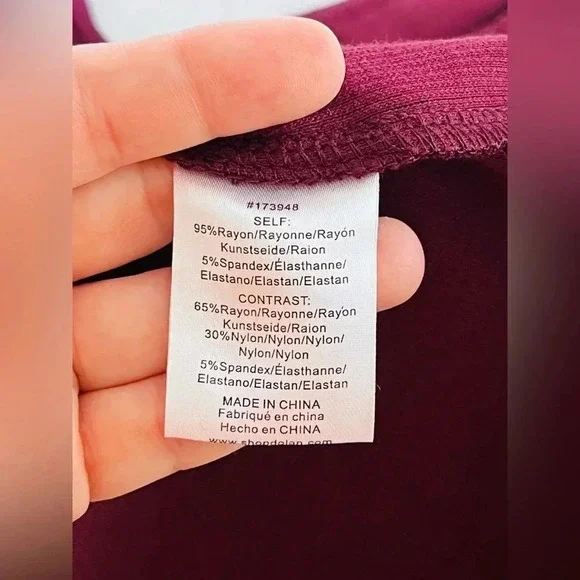 #173948
SELF:
95%Rayon/Rayonne/Rayón
Kunstseide/Raion
5%Spandex/Élasthanne/
Elastano/Elastan/Elastan
CONTRAST:
65%Rayon/Rayonne/Rayón
Kunstseide/Raion
30%Nylon/Nylon/Nylon/
Nylon/Nylon
5%Spandex/Élasthanne/
Elastano/Elastan/Elastan
MADE IN CHINA
Fabriqué en china
Hecho en CHINA